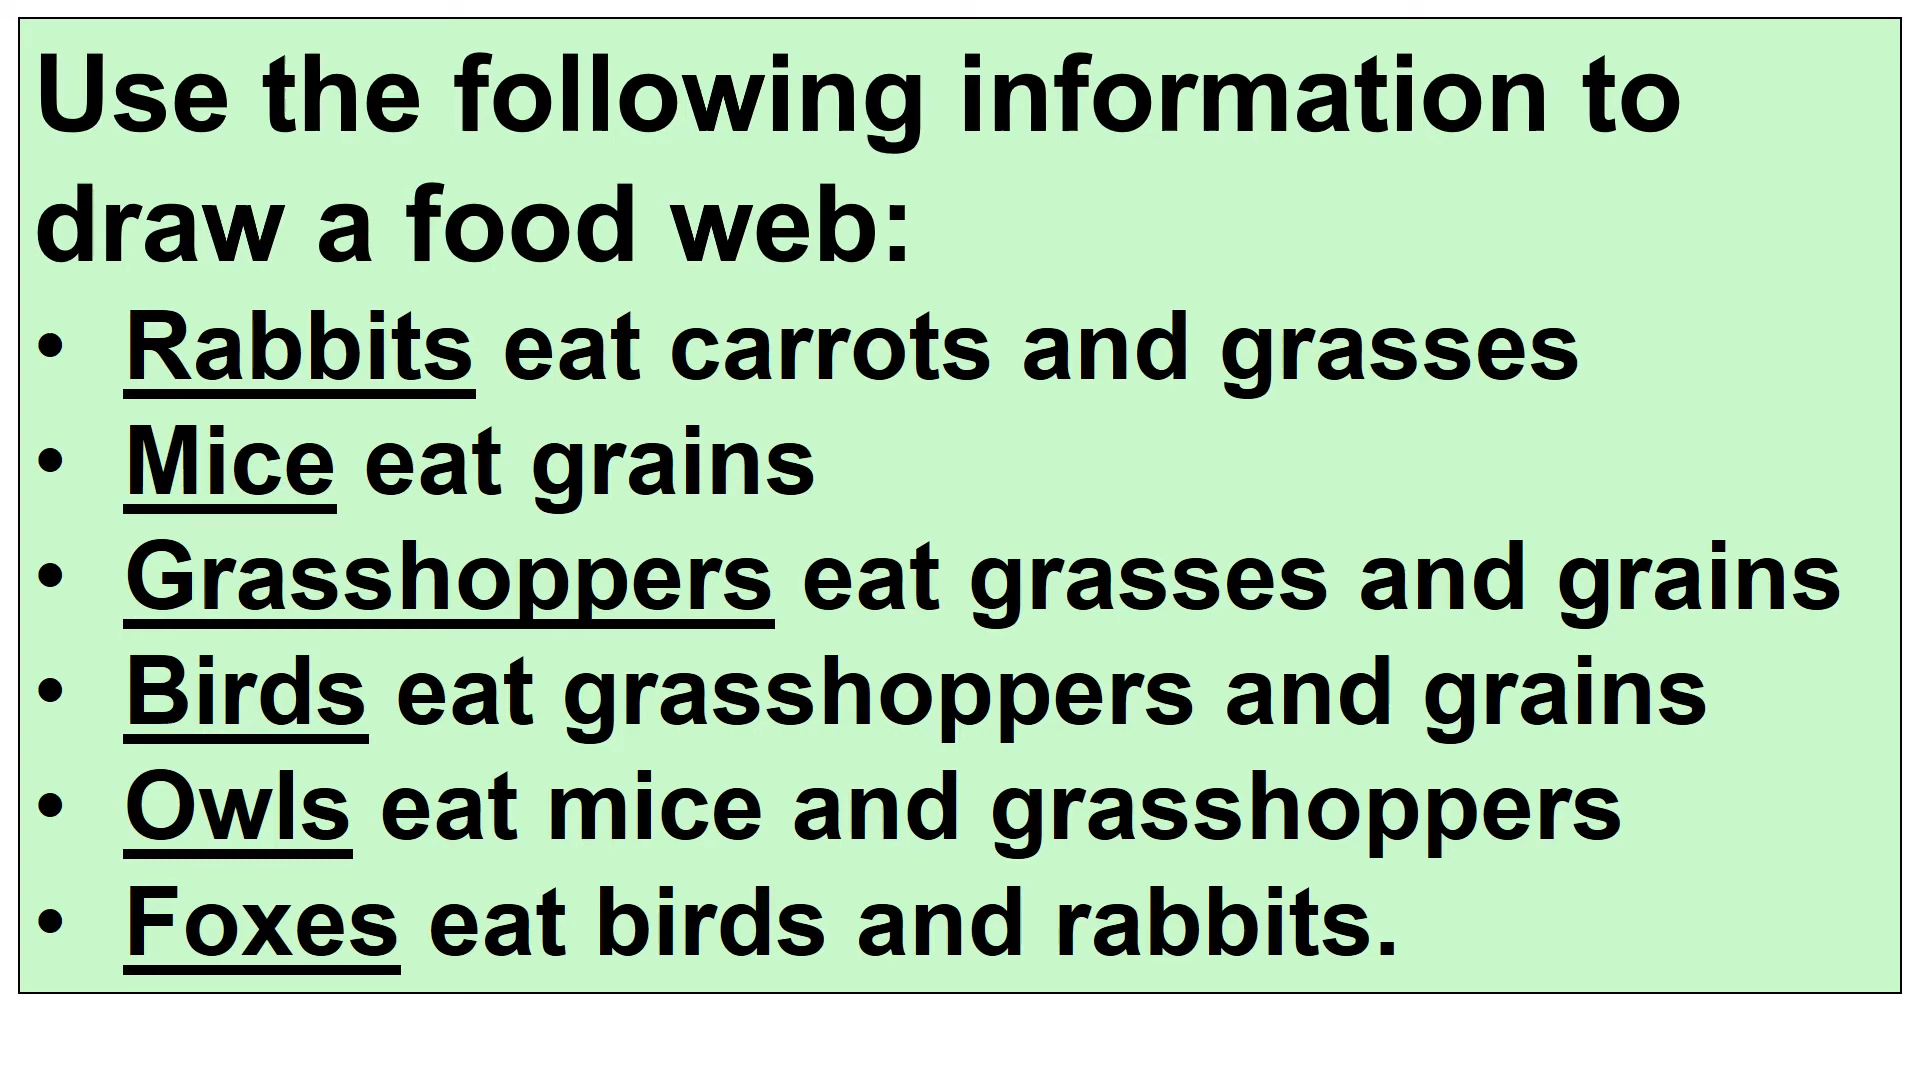 Use the following information to
draw a food web:
• Rabbits eat carrots and grasses
• Mice eat grains
• Grasshoppers eat grasses and grains
• Birds eat grasshoppers and grains
• Owls eat mice and grasshoppers
• Foxes eat birds and rabbits.